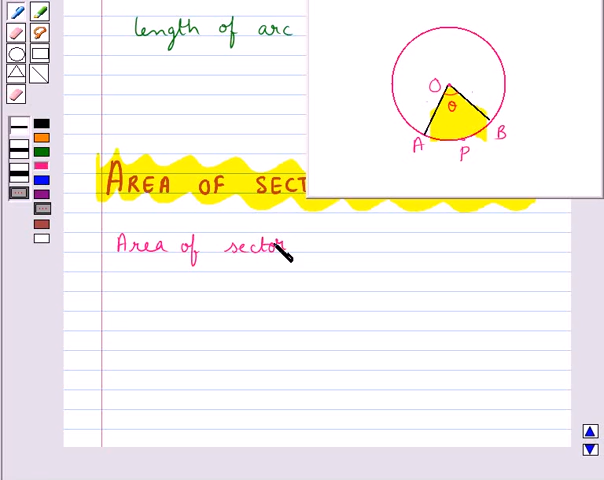 length of arc
O
θ
A
B
P
AREA OF SECT
Area of sector